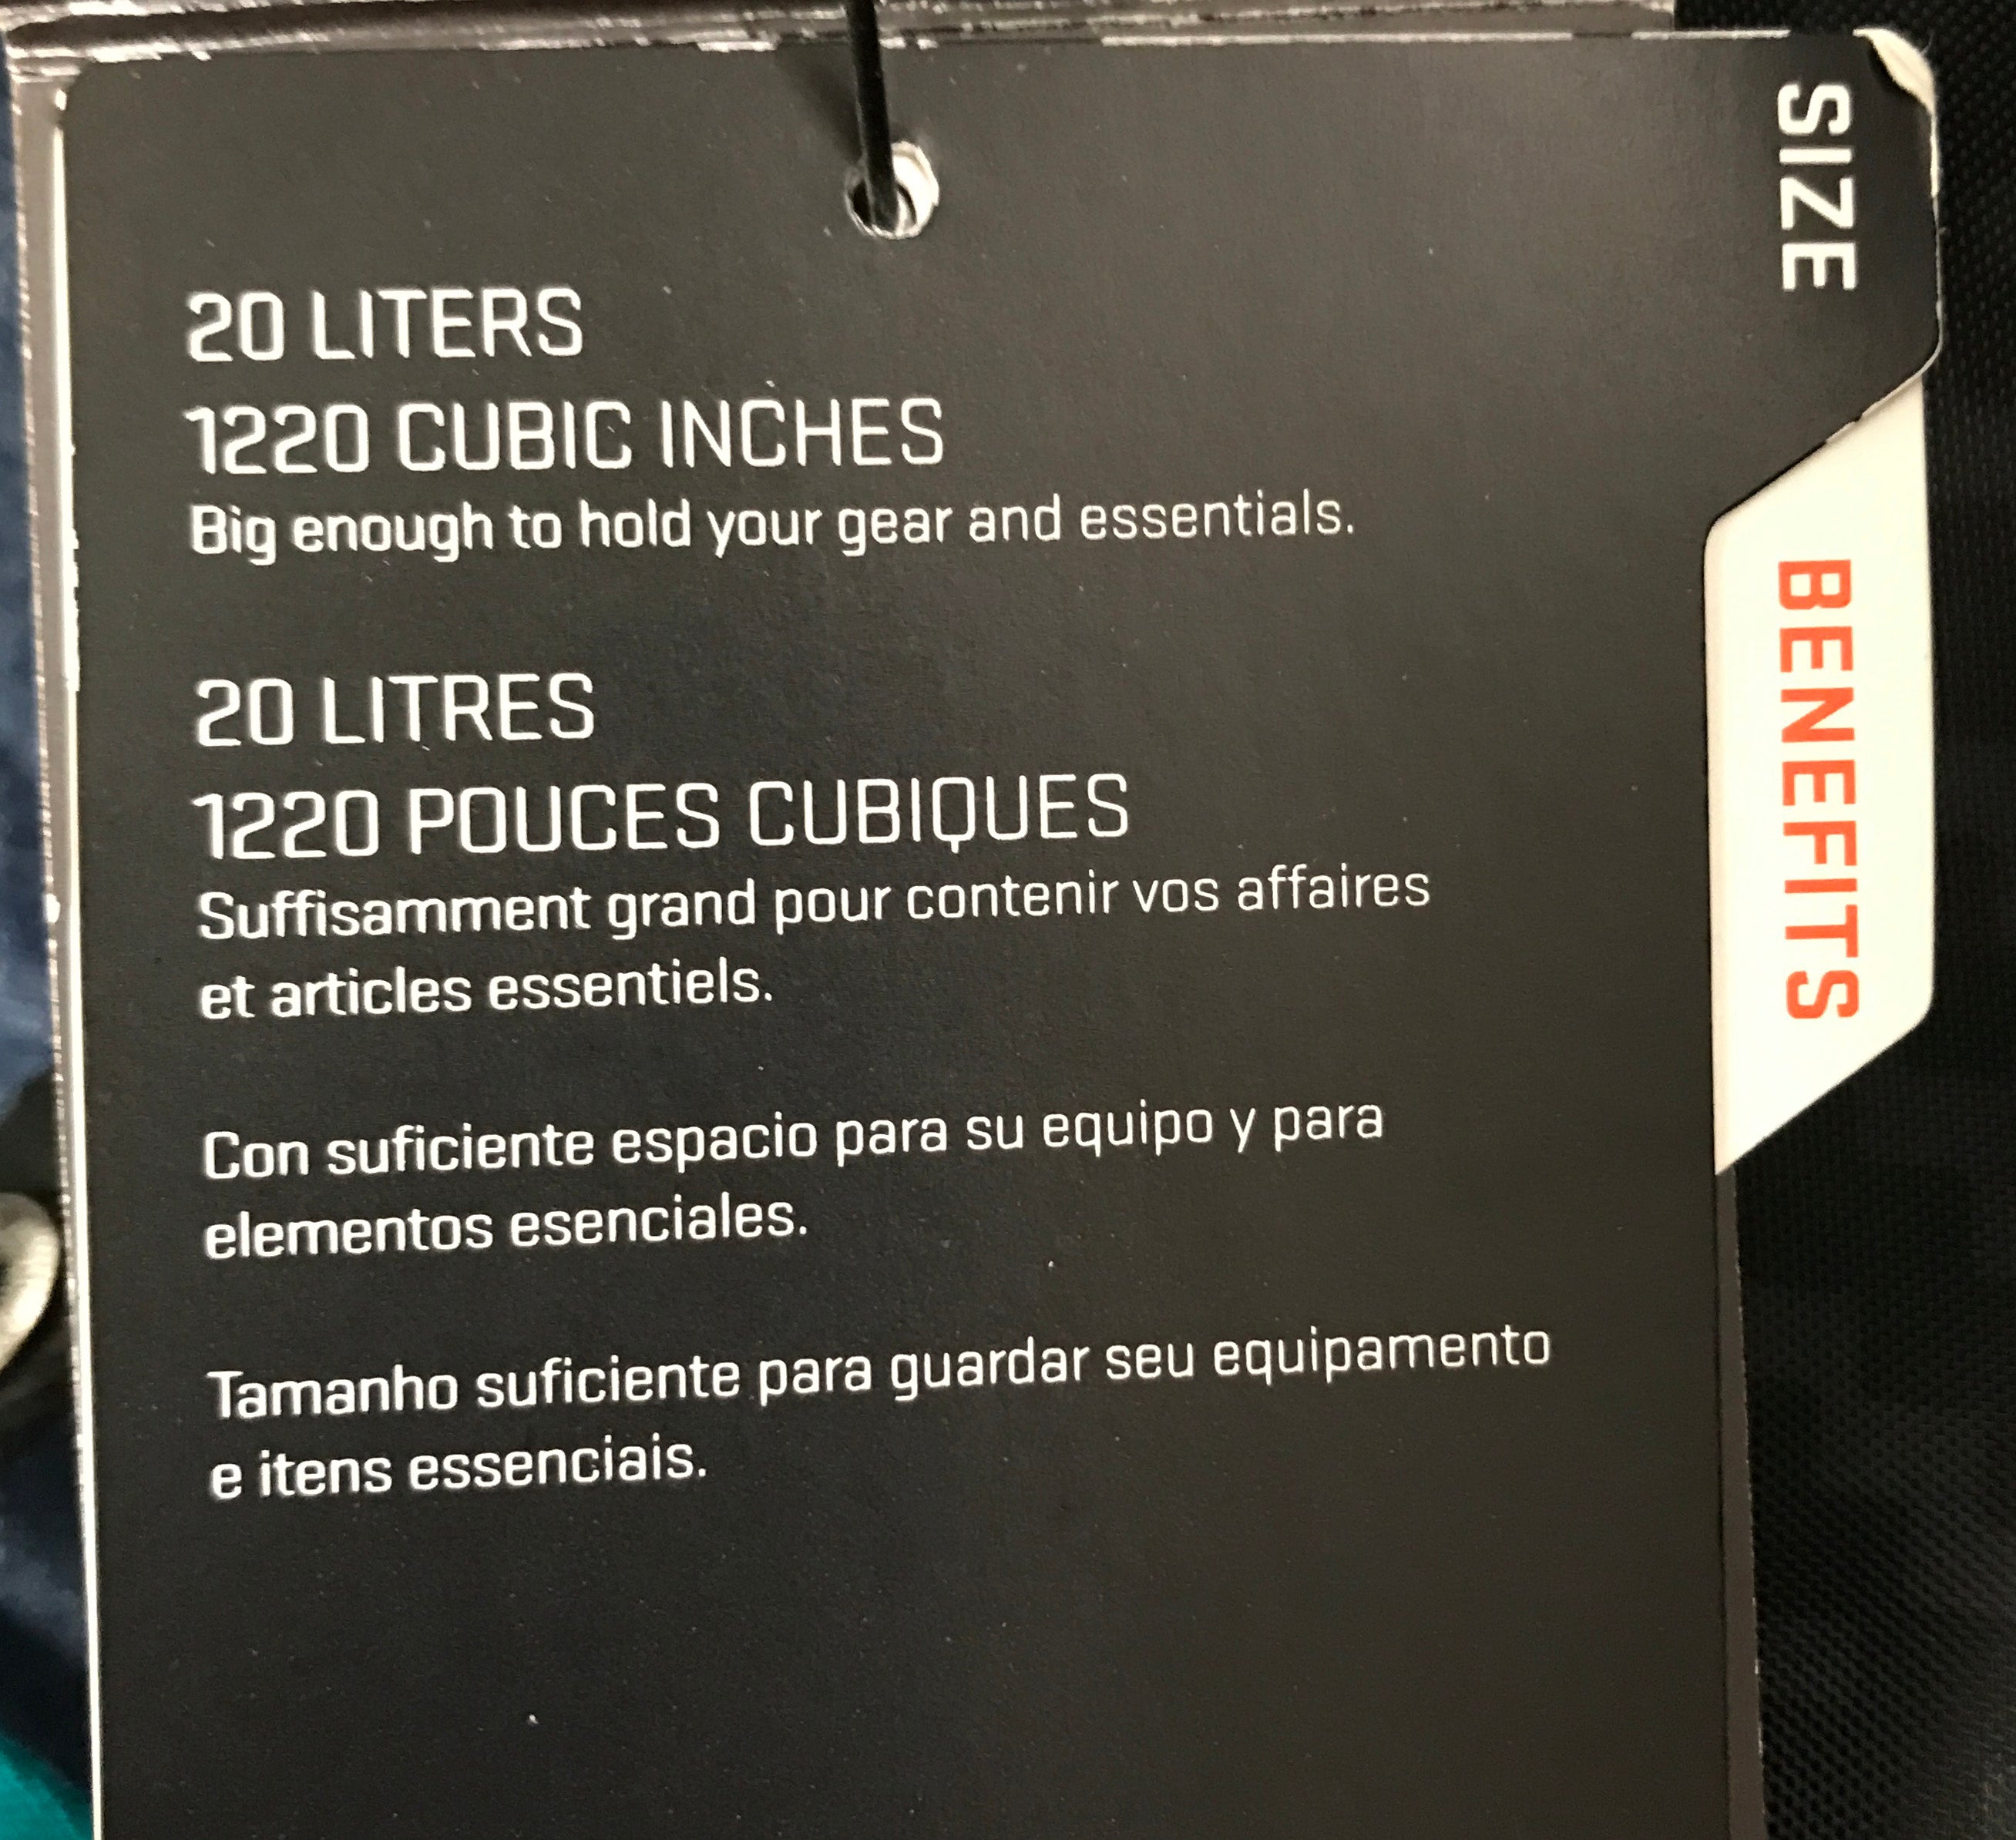 20 LITERS
1220 CUBIC INCHES
Big enough to hold your gear and essentials.
20 LITRES
1220 POUCES CUBIQUES
Suffisamment grand pour contenir vos affaires
et articles essentiels.
Con suficiente espacio para su equipo y para
elementos esenciales.
Tamanho suficiente para guardar seu equipamento
e itens essenciais.
SIZE
BENEFITS